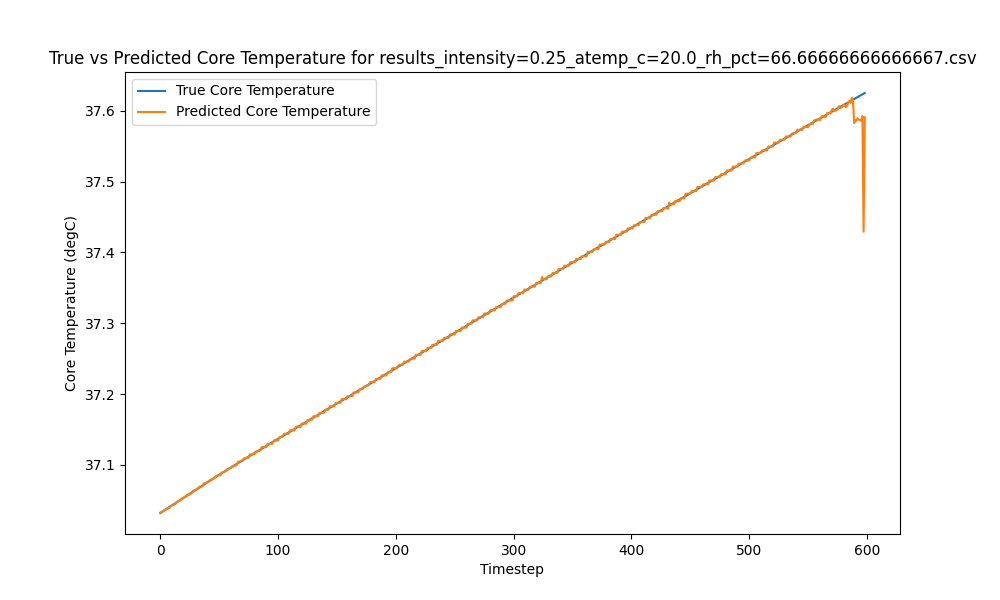 True vs Predicted Core Temperature for results_intensity=0.25_atemp_c=20.0_rh_pct=66.66666666666667.csv
True Core Temperature
Predicted Core Temperature
37.6
37.5
37.4
37.3
37.2
37.1
Core Temperature (degC)
0 100 200 300 400 500 600
Timestep